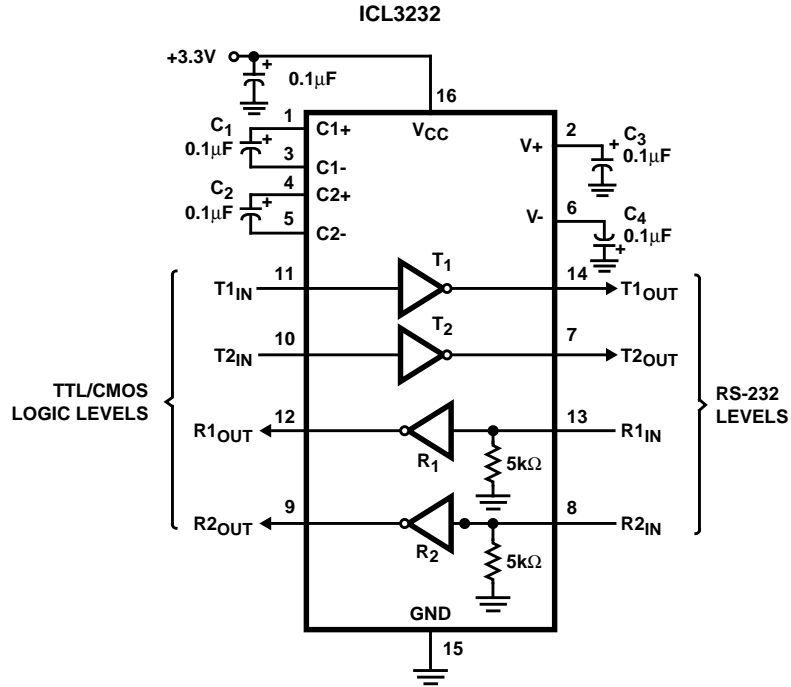 ICL3232
+3.3V
+
0.1μF
16
1
C1
0.1μF
+
3
C1+
C1-
VCC
2
V+
+
C3
0.1μF
4
C2
0.1μF
+
5
C2+
C2-
6
V-
C4
0.1μF
+
T1IN
11
T1
14
T1OUT
T2IN
10
T2
7
T2OUT
TTL/CMOS
LOGIC LEVELS
RS-232
LEVELS
R1OUT
12
R1
13
R1IN
5kΩ
R2OUT
9
R2
8
R2IN
5kΩ
GND
15